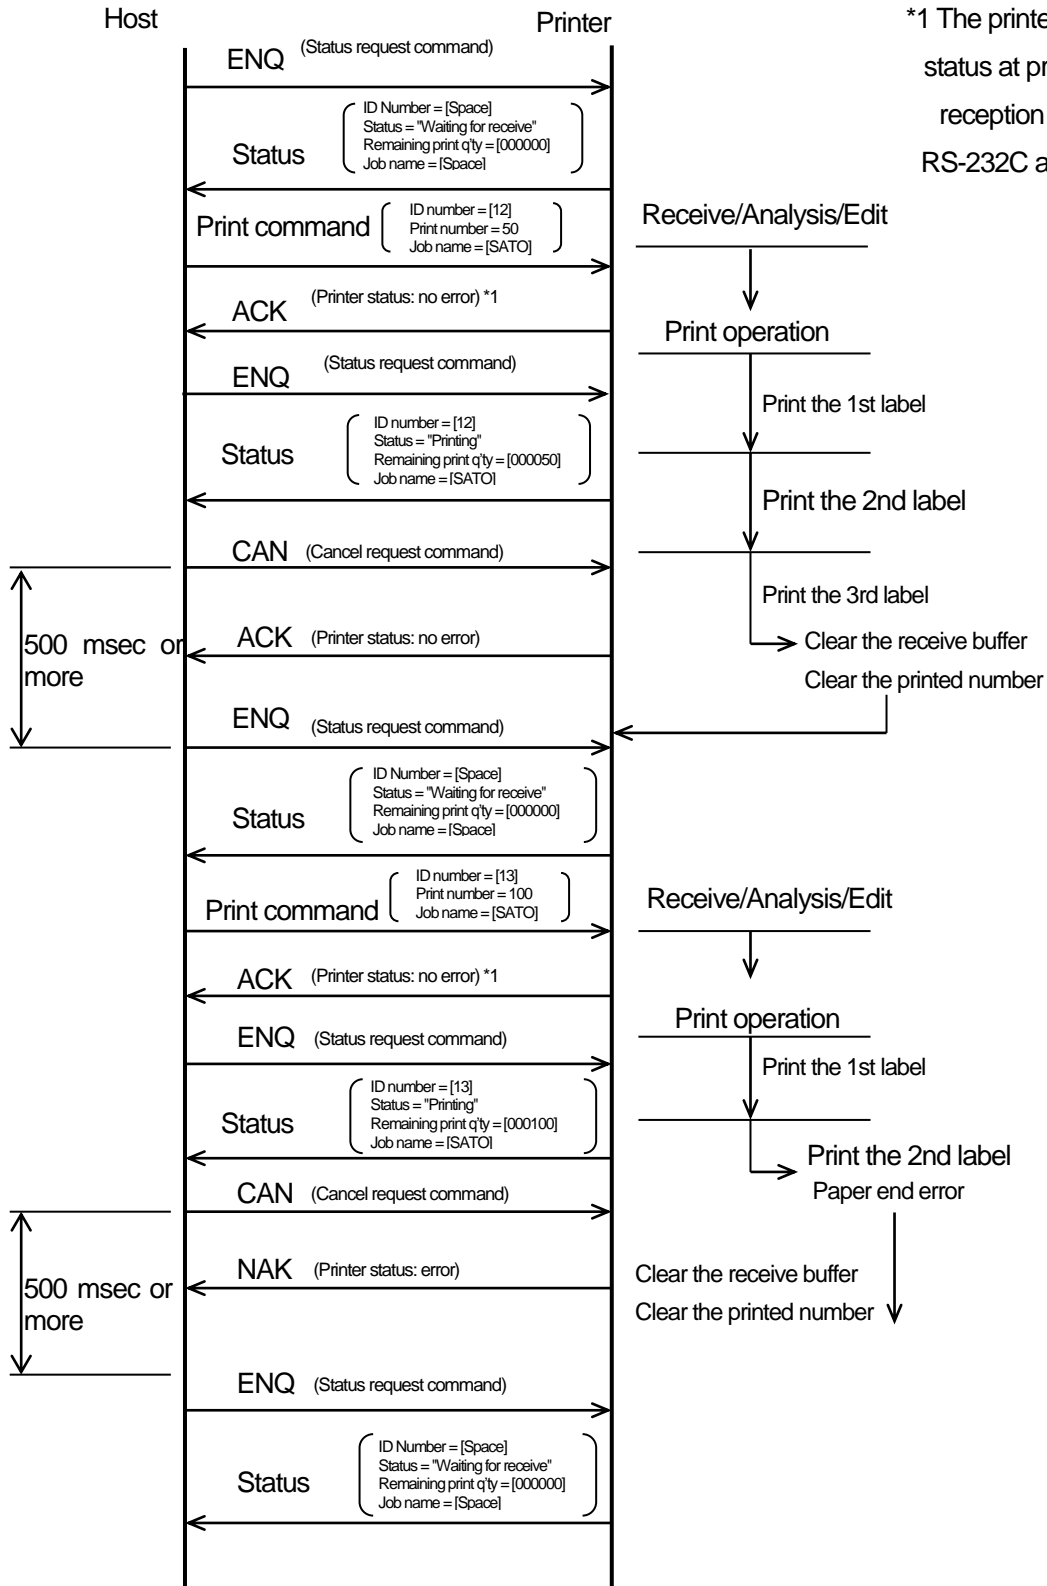 Host
Printer
*1 The printe
status at pr
reception
RS-232C a
ENQ (Status request command)
Status
ID Number = [Space]
Status = "Waiting for receive"
Remaining print q'ty = [000000]
Job name = [Space]
Print command
ID number = [12]
Print number = 50
Job name = [SATO]
Receive/Analysis/Edit
ACK (Printer status: no error) *1
Print operation
ENQ (Status request command)
Print the 1st label
Status
ID number = [12]
Status = "Printing"
Remaining print q'ty = [000050]
Job name = [SATO]
Print the 2nd label
CAN (Cancel request command)
Print the 3rd label
500 msec or
more
ACK (Printer status: no error)
Clear the receive buffer
Clear the printed number
ENQ (Status request command)
Status
ID Number = [Space]
Status = "Waiting for receive"
Remaining print q'ty = [000000]
Job name = [Space]
Print command
ID number = [13]
Print number = 100
Job name = [SATO]
Receive/Analysis/Edit
ACK (Printer status: no error) *1
Print operation
ENQ (Status request command)
Print the 1st label
Status
ID number = [13]
Status = "Printing"
Remaining print q'ty = [000100]
Job name = [SATO]
Print the 2nd label
Paper end error
CAN (Cancel request command)
500 msec or
more
NAK (Printer status: error)
Clear the receive buffer
Clear the printed number
ENQ (Status request command)
Status
ID Number = [Space]
Status = "Waiting for receive"
Remaining print q'ty = [000000]
Job name = [Space]